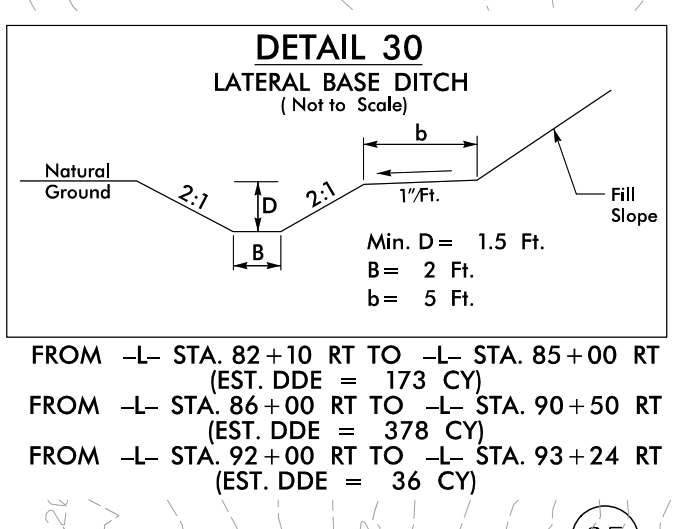 DETAIL 30
LATERAL BASE DITCH
( Not to Scale)
b
Natural
Ground
2:1
D
2:1
1"/Ft.
Fill
Slope
B
Min. D = 1.5 Ft.
B = 2 Ft.
b = 5 Ft.
FROM -L- STA. 82+10 RT TO -L- STA. 85+00 RT
(EST. DDE = 173 CY)
FROM -L- STA. 86+00 RT TO -L- STA. 90+50 RT
(EST. DDE = 378 CY)
FROM -L- STA. 92+00 RT TO -L- STA. 93+24 RT
(EST. DDE = 36 CY)